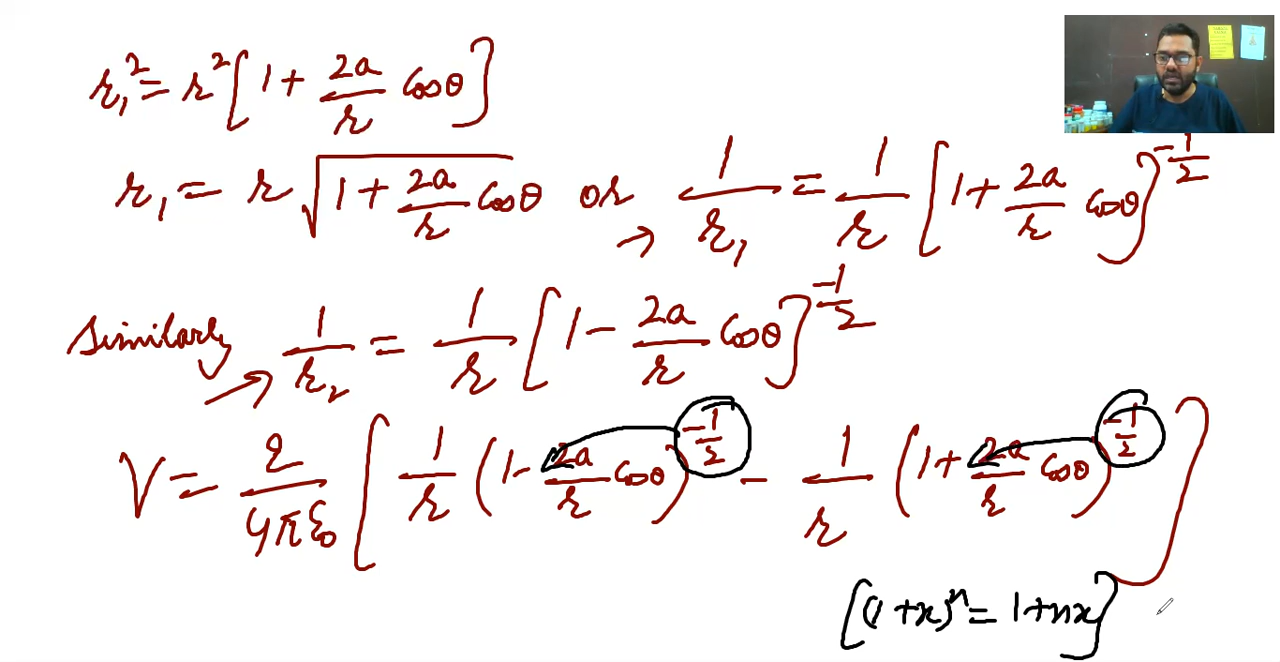 r₁² = r² [1 + 2a/r cosθ]
r₁ = r √(1 + 2a/r cosθ) or → 1/r₁ = 1/r [1 + 2a/r cosθ]^(-1/2)
Similarly → 1/r₂ = 1/r [1 - 2a/r cosθ]^(-1/2)
V = q/4πε₀ [1/r (1 - 2a/r cosθ)^(-1/2) - 1/r (1 + 2a/r cosθ)^(-1/2)]
[(1 + x)ⁿ = 1 + nx]